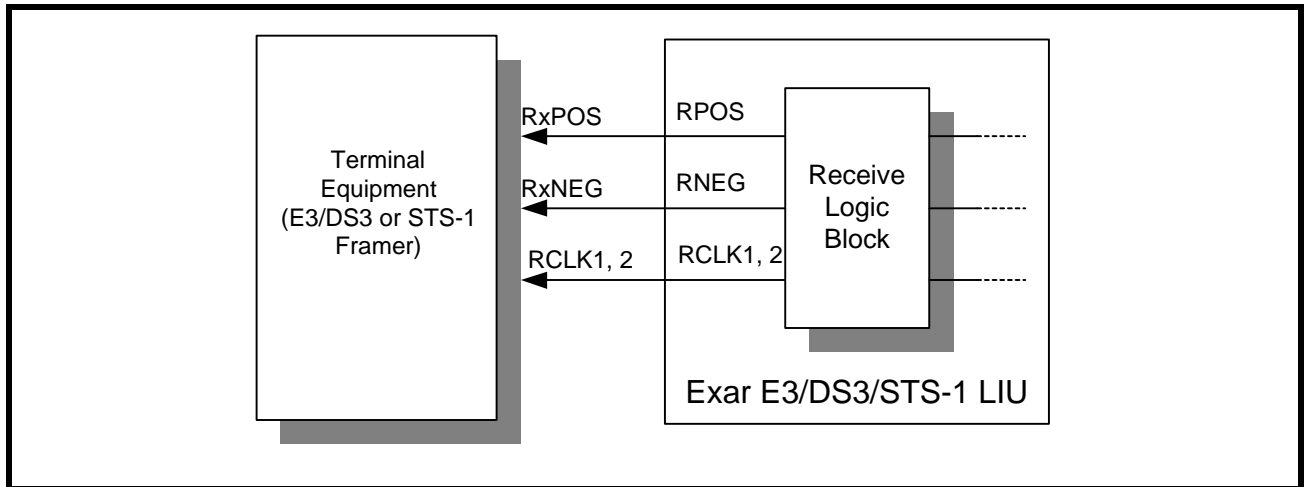 Terminal
Equipment
(E3/DS3 or STS-1
Framer)
RxPOS
RxNEG
RCLK1, 2
RPOS
RNEG
RCLK1, 2
Receive
Logic
Block
Exar E3/DS3/STS-1 LIU